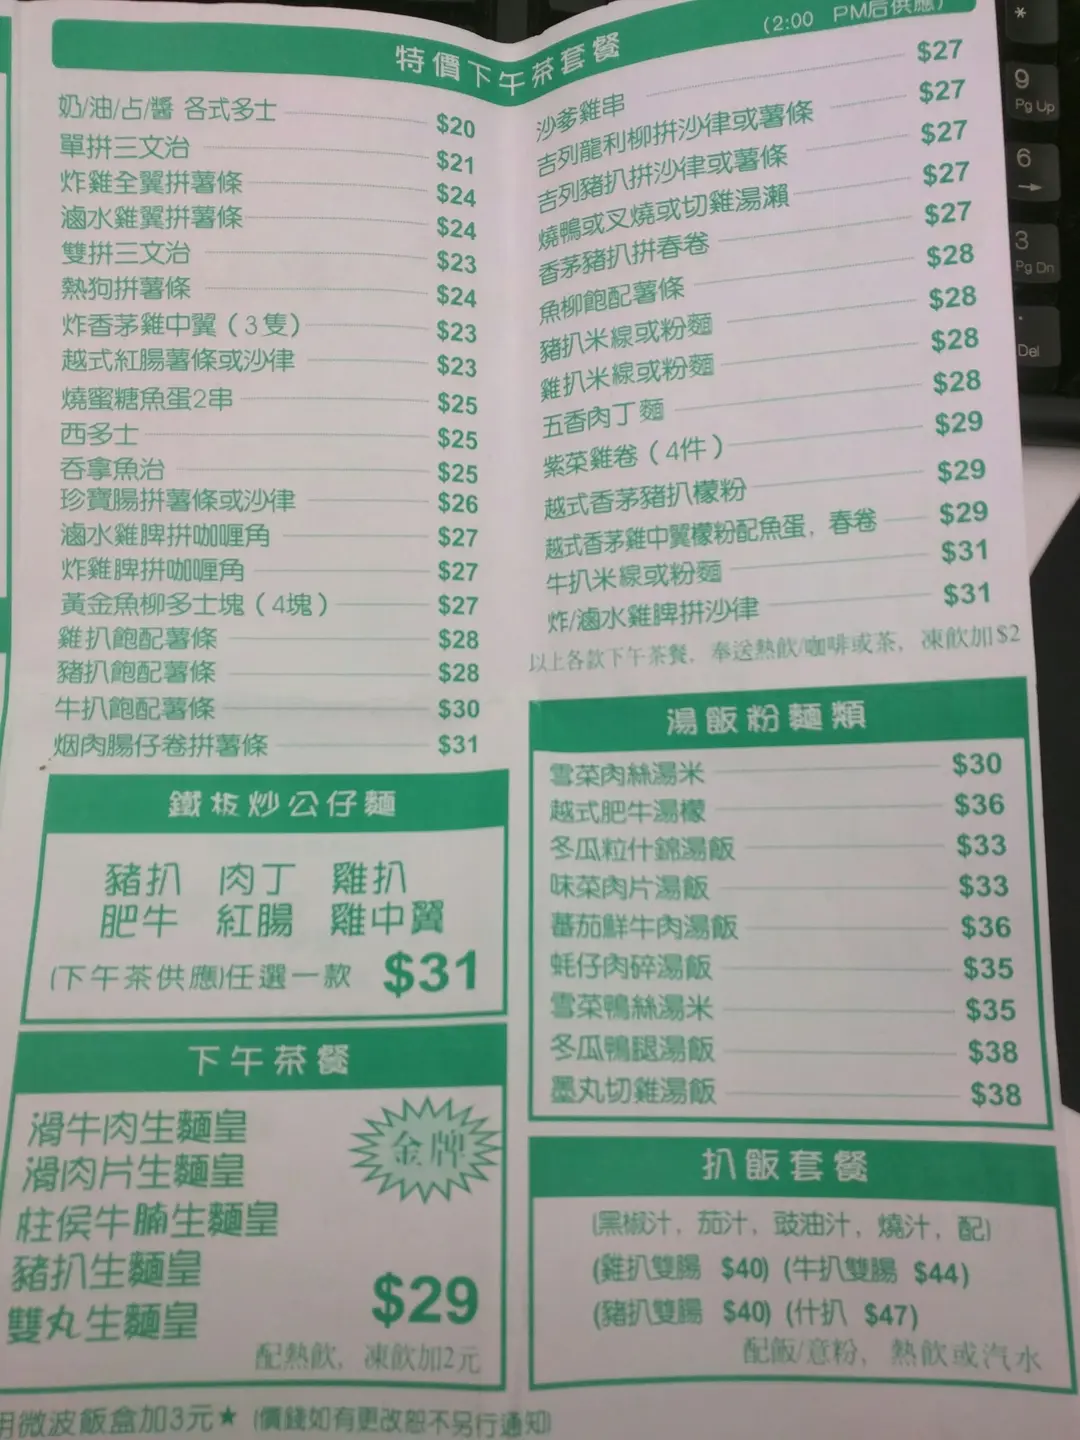 特價下午茶套餐 (2:00 PM后供應)
奶/油/占/醬 各式多士 $20
單拼三文治 $21
炸雞全翼拼薯條 $24
滷水雞翼拼薯條 $24
雙拼三文治 $23
熱狗拼薯條 $24
炸香茅雞中翼（3隻） $23
越式紅腸薯條或沙律 $23
燒蜜糖魚蛋2串 $25
西多士 $25
吞拿魚治 $25
珍寶腸拼薯條或沙律 $26
滷水雞脾拼咖喱角 $27
炸雞脾拼咖喱角 $27
黃金魚柳多士塊（4塊） $27
雞扒飽配薯條 $28
豬扒飽配薯條 $28
牛扒飽配薯條 $30
烟肉腸仔卷拼薯條 $31
沙爹雞串 $27
吉列龍利柳拼沙律或薯條 $27
吉列豬扒拼沙律或薯條 $27
燒鴨或叉燒或切雞湯瀨 $27
香茅豬扒拼春卷 $27
魚柳飽配薯條 $28
豬扒米線或粉麵 $28
雞扒米線或粉麵 $28
五香肉丁麵 $28
紫菜雞卷（4件） $29
越式香茅豬扒檬粉 $29
越式香茅雞中翼檬粉配魚蛋，春卷 $29
牛扒米線或粉麵 $31
炸/滷水雞脾拼沙律 $31
以上各款下午茶餐，奉送熱飲/咖啡或茶，凍飲加$2
鐵板炒公仔麵
豬扒 肉丁 雞扒
肥牛 紅腸 雞中翼
(下午茶供應)任選一款 $31
下午茶餐
金牌
滑牛肉生麵皇
滑肉片生麵皇
柱侯牛腩生麵皇
豬扒生麵皇
雙丸生麵皇
$29
配熱飲，凍飲加2元
湯飯粉麵類
雪菜肉絲湯米 $30
越式肥牛湯檬 $36
冬瓜粒什錦湯飯 $33
味菜肉片湯飯 $33
蕃茄鮮牛肉湯飯 $36
蚝仔肉碎湯飯 $35
雪菜鴨絲湯米 $35
冬瓜鴨腿湯飯 $38
墨丸切雞湯飯 $38
扒飯套餐
(黑椒汁，茄汁，豉油汁，燒汁，配)
(雞扒雙腸 $40) (牛扒雙腸 $44)
(豬扒雙腸 $40) (什扒 $47)
配飯/意粉，熱飲或汽水
用微波飯盒加3元★ (價錢如有更改恕不另行通知)
*
9
Pg Up
6
→
3
Pg Dn
.
Del